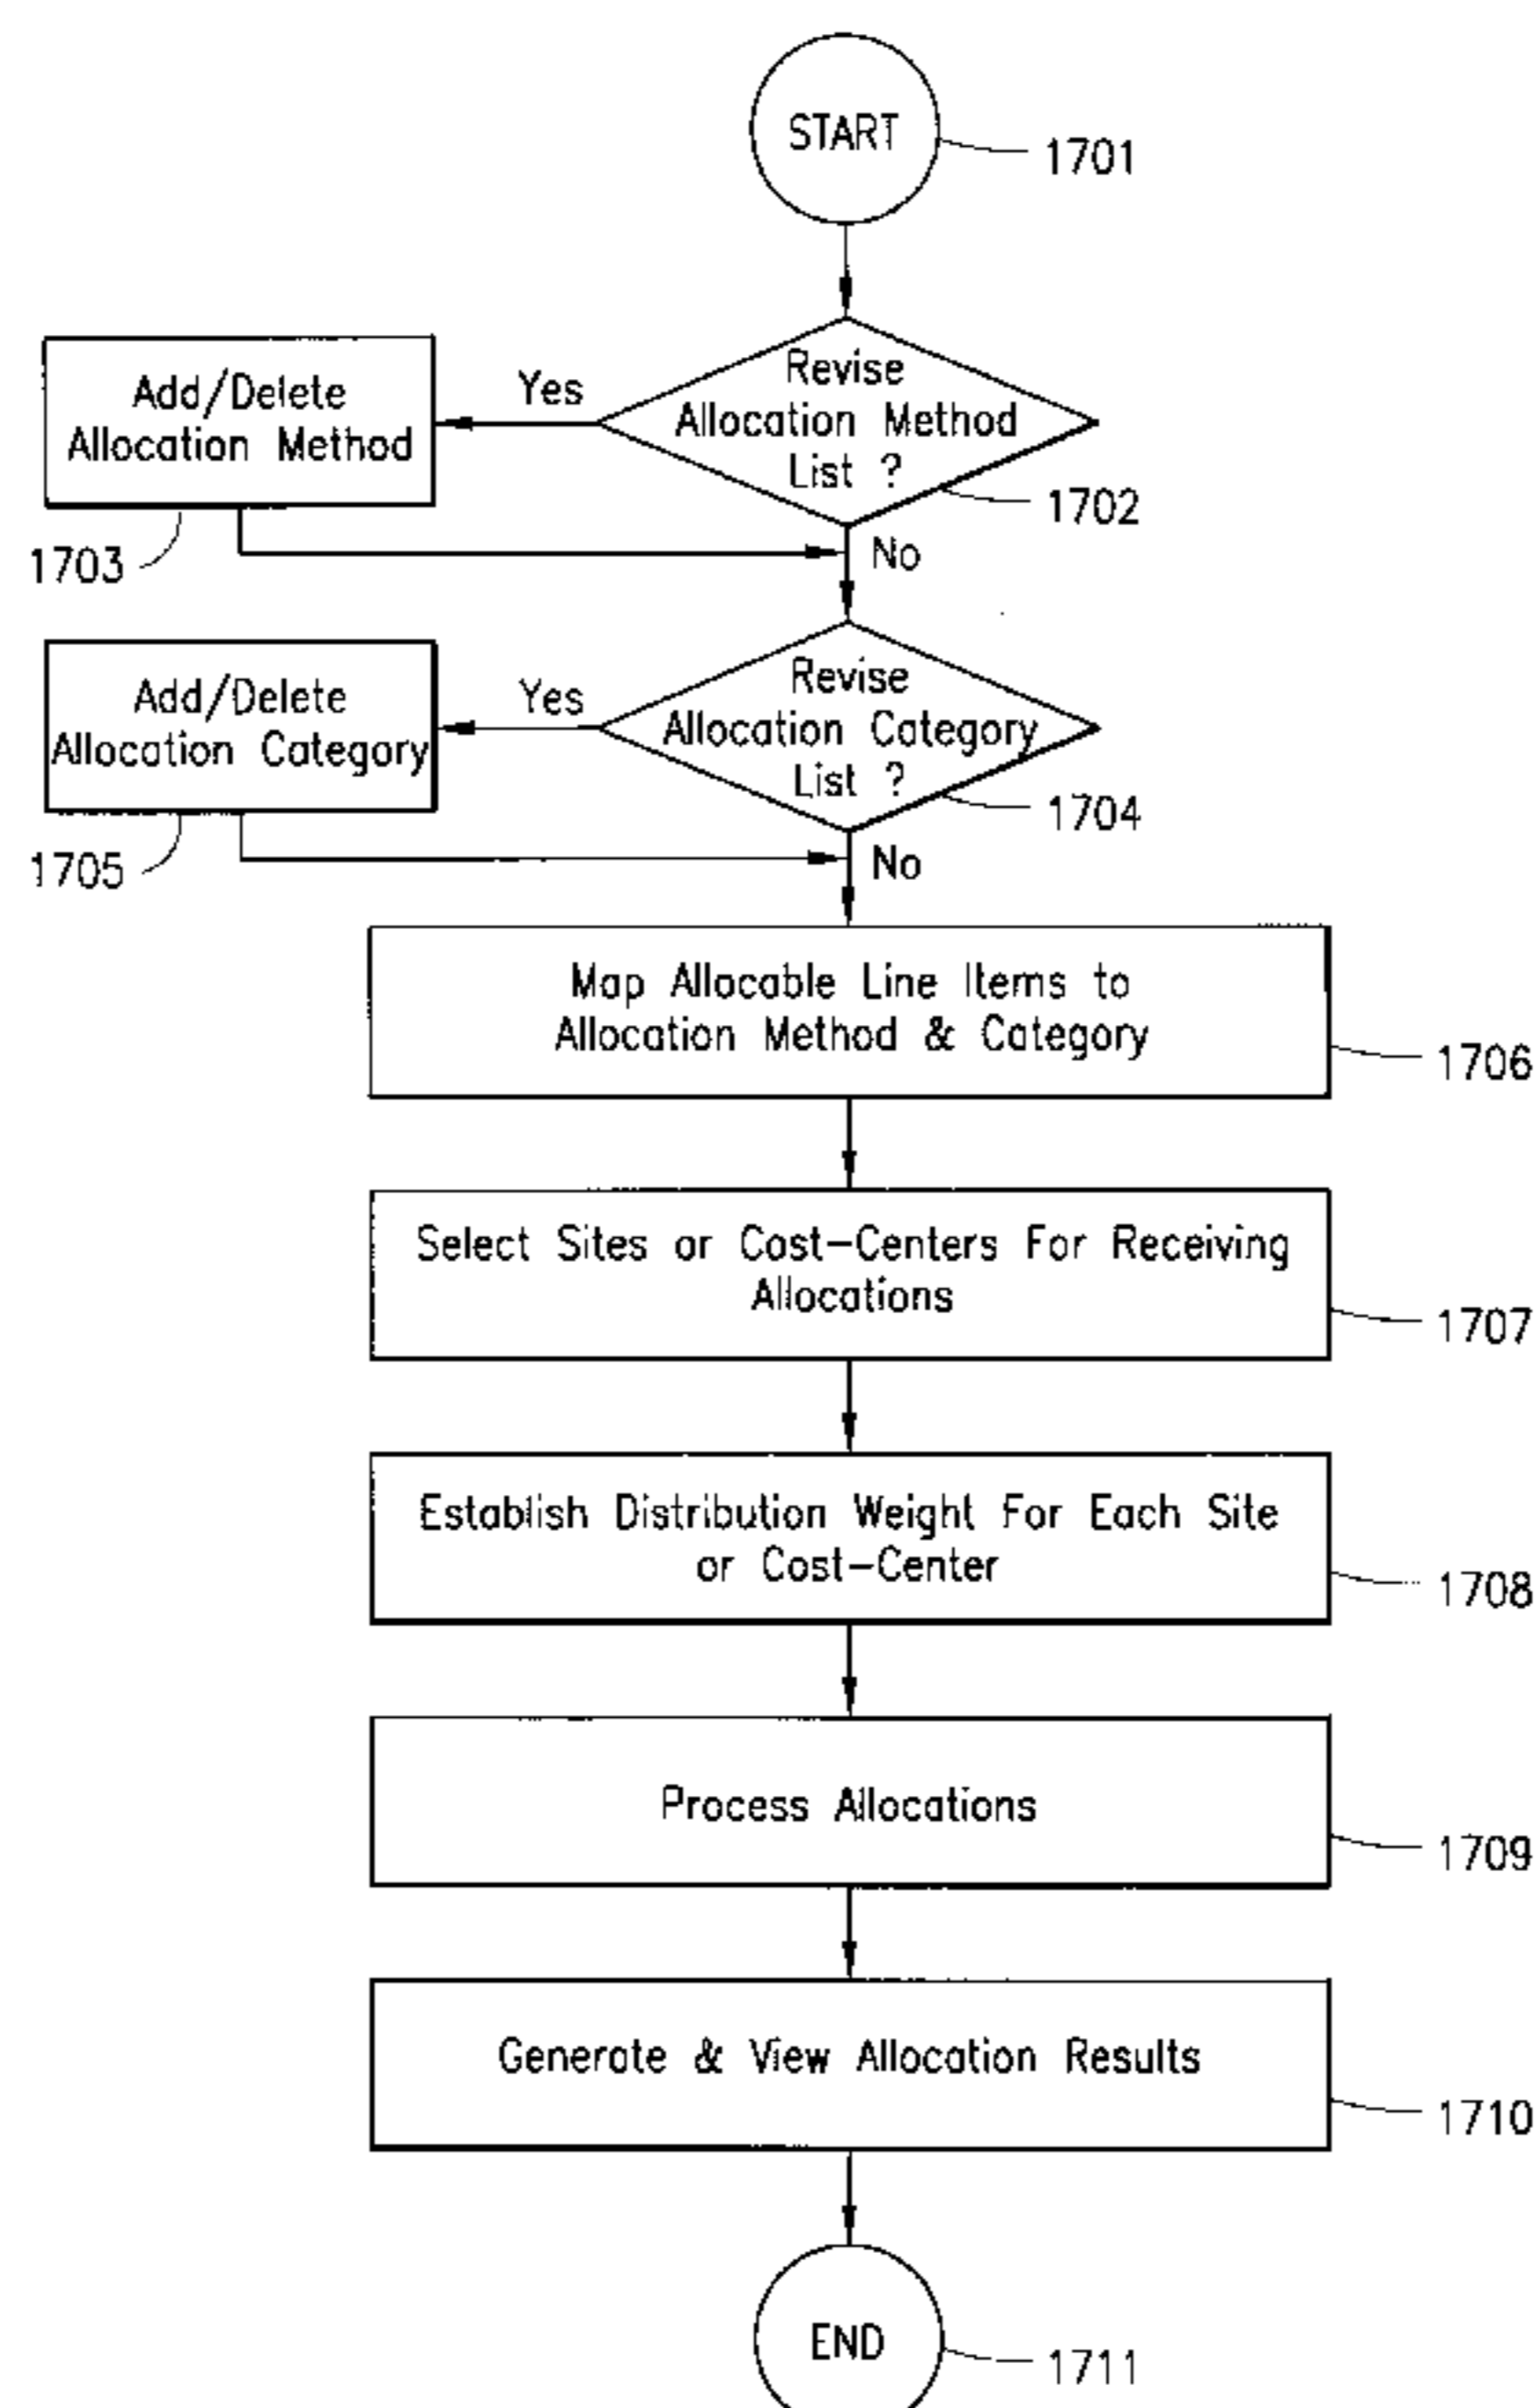 START
1701
Revise
Allocation Method
List ?
1702
Yes
Add/Delete
Allocation Method
1703
No
Revise
Allocation Category
List ?
1704
Yes
Add/Delete
Allocation Category
1705
No
Map Allocable Line Items to
Allocation Method & Category
1706
Select Sites or Cost-Centers For Receiving
Allocations
1707
Establish Distribution Weight For Each Site
or Cost-Center
1708
Process Allocations
1709
Generate & View Allocation Results
1710
END
1711